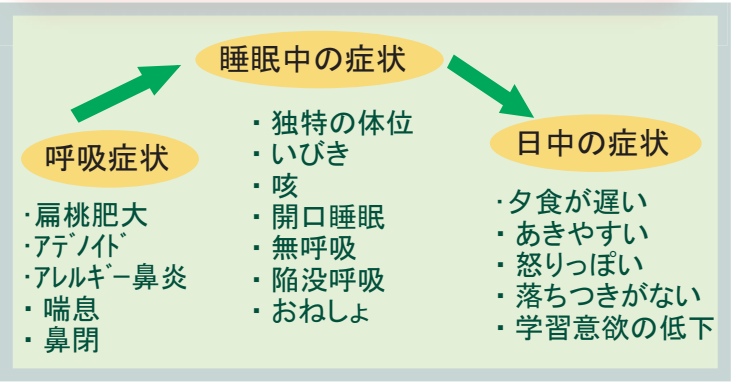 睡眠中の症状
呼吸症状
日中の症状
・扁桃肥大
・ｱﾃﾞﾉｲﾄﾞ
・ｱﾚﾙｷﾞｰ鼻炎
・喘息
・鼻閉
・独特の体位
・いびき
・咳
・開口睡眠
・無呼吸
・陥没呼吸
・おねしょ
・夕食が遅い
・あきやすい
・怒りっぽい
・落ちつきがない
・学習意欲の低下